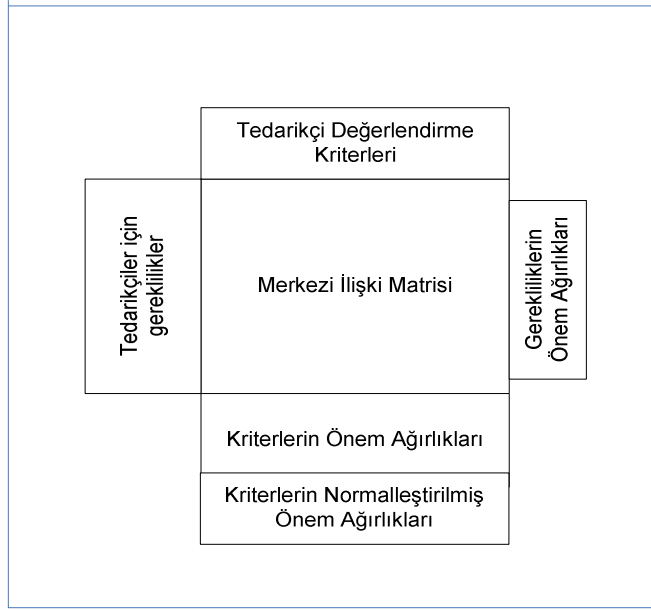 Tedarikçi Değerlendirme
Kriterleri
Tedarikçiler için
gereklilikler
Merkezi İlişki Matrisi
Gerekliliklerin
Önem Ağırlıkları
Kriterlerin Önem Ağırlıkları
Kriterlerin Normalleştirilmiş
Önem Ağırlıkları